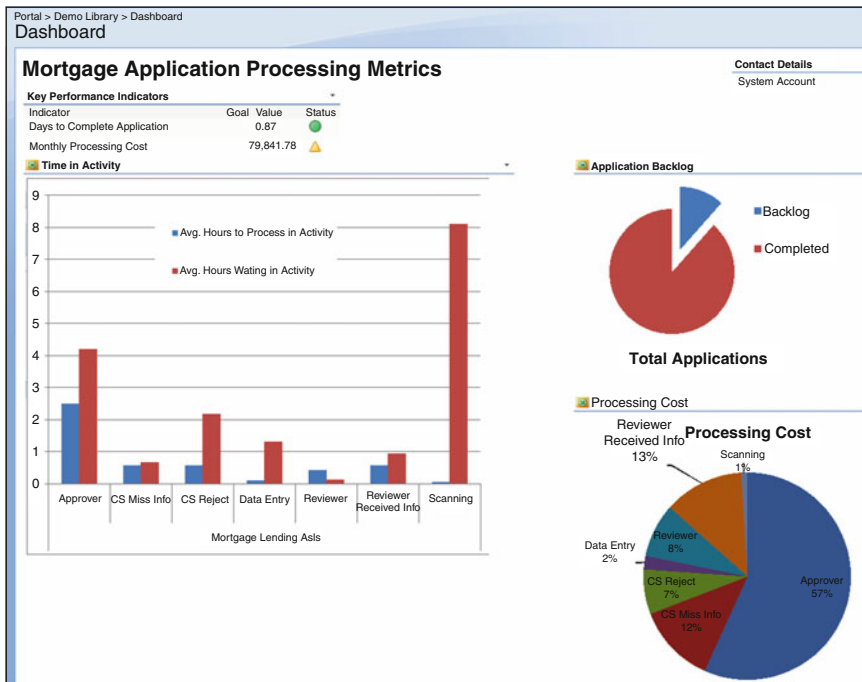 Portal > Demo Library > Dashboard
Dashboard
Mortgage Application Processing Metrics
Contact Details
System Account
Key Performance Indicators
Indicator Goal Value Status
Days to Complete Application 0.87
Monthly Processing Cost 79,841.78
Time in Activity
9
8
7
6
5
4
3
2
1
0
Avg. Hours to Process in Activity
Avg. Hours Wating in Activity
Approver
CS Miss Info
CS Reject
Data Entry
Reviewer
Reviewer
Received Info
Scanning
Mortgage Lending Asls
Application Backlog
Backlog
Completed
Total Applications
Processing Cost
Processing Cost
Reviewer
Received Info
13%
Scanning
1%
Reviewer
8%
Data Entry
2%
CS Reject
7%
CS Miss Info
12%
Approver
57%